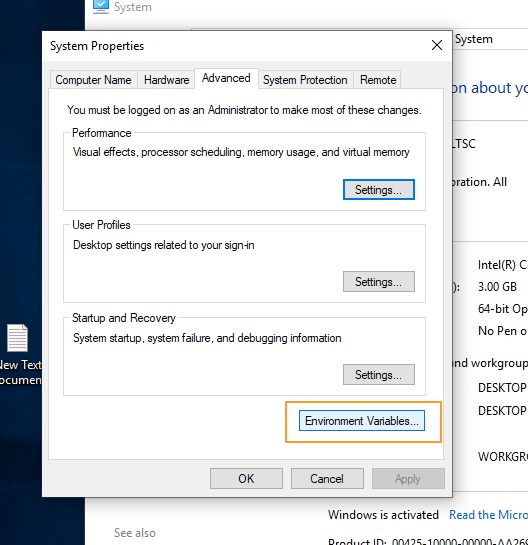 System
System Properties
System
Computer Name Hardware Advanced System Protection Remote
on about yo
You must be logged on as an Administrator to make most of these changes.
Performance
LTSC
Visual effects, processor scheduling, memory usage, and virtual memory
oration. All
Settings...
User Profiles
Desktop settings related to your sign-in
Intel(R) C
Settings...
): 3.00 GB
64-bit Op
Startup and Recovery
No Pen o
System startup, system failure, and debugging information
New Text
Documen
and workgroup
Settings...
DESKTOP-
DESKTOP-
Environment Variables...
WORKGRO
OK Cancel Apply
Windows is activated Read the Micro
See also
Product ID: 00425-10000-00000-AA269